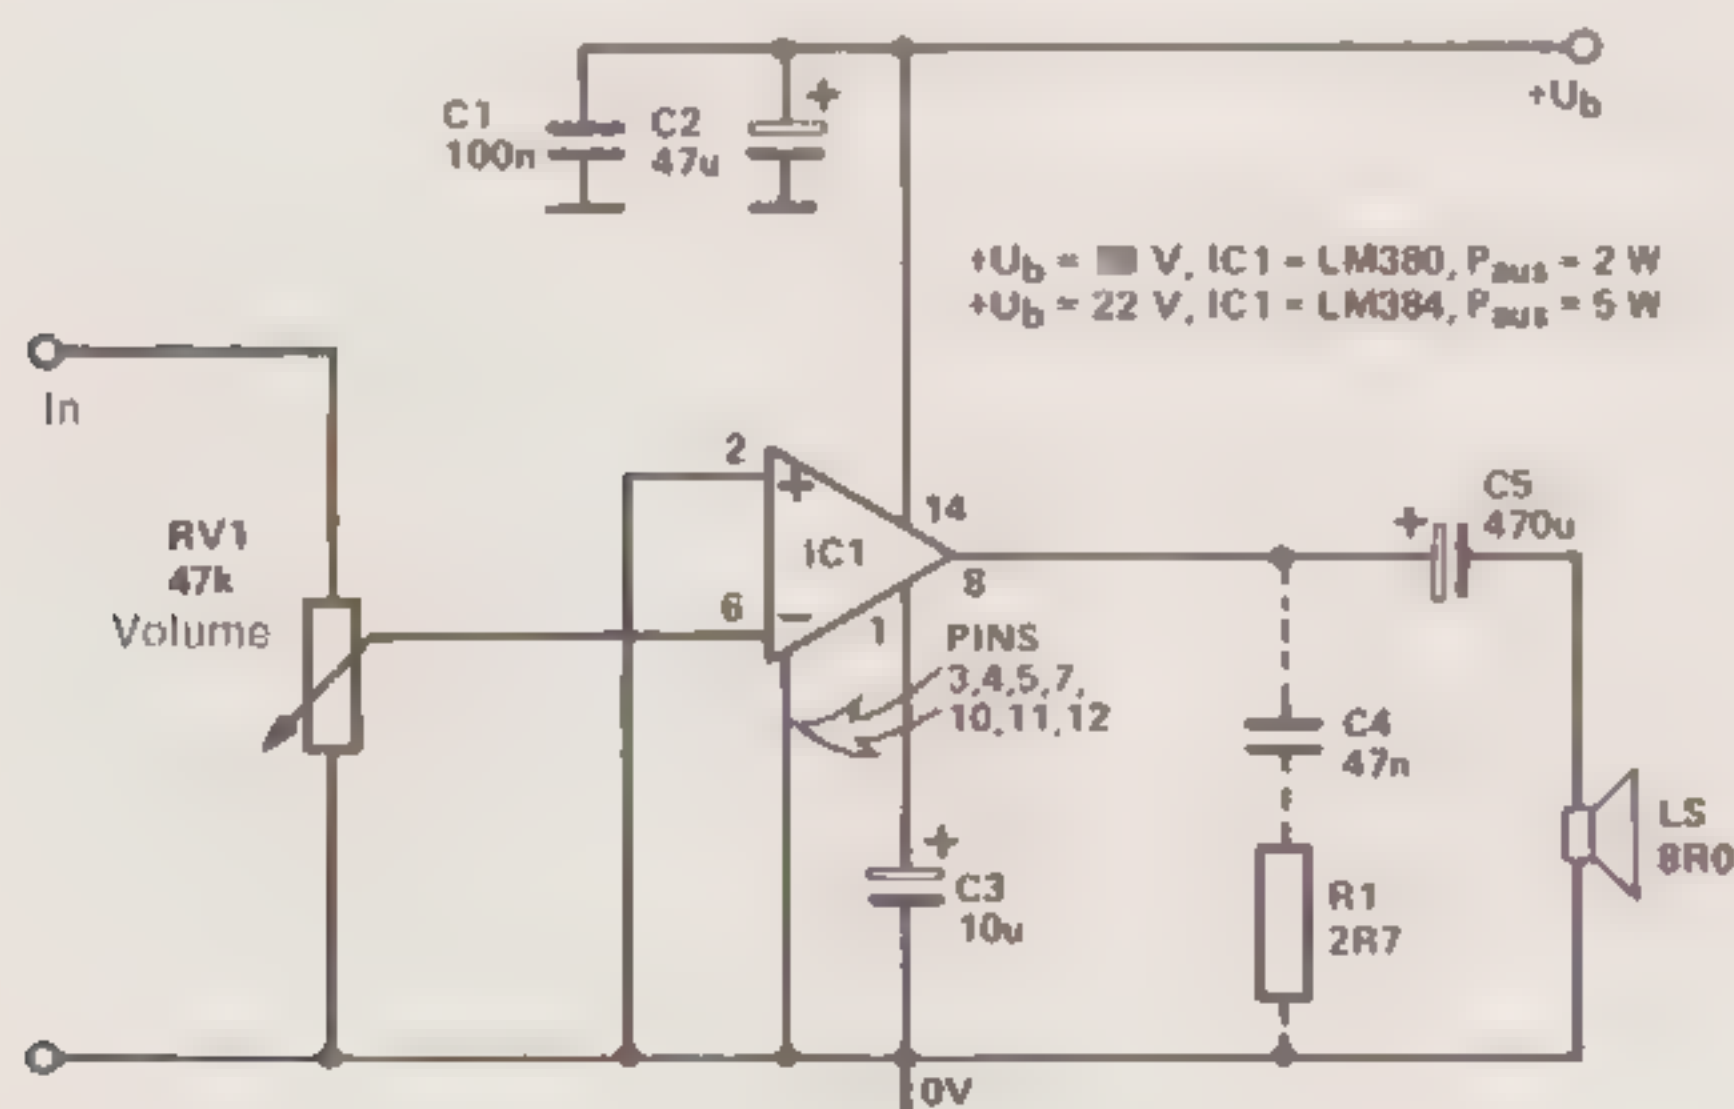 C1
100n
C2
47u
+
+Ub
+Ub = V, IC1 = LM380, Paus = 2 W
+Ub = 22 V, IC1 = LM384, Paus = 5 W
In
RV1
47k
Volume
2
+
IC1
14
8
6
−
1
PINS
3,4,5,7,
10,11,12
+
C5
470u
C4
47n
+
C3
10u
R1
2R7
LS
8R0
0V